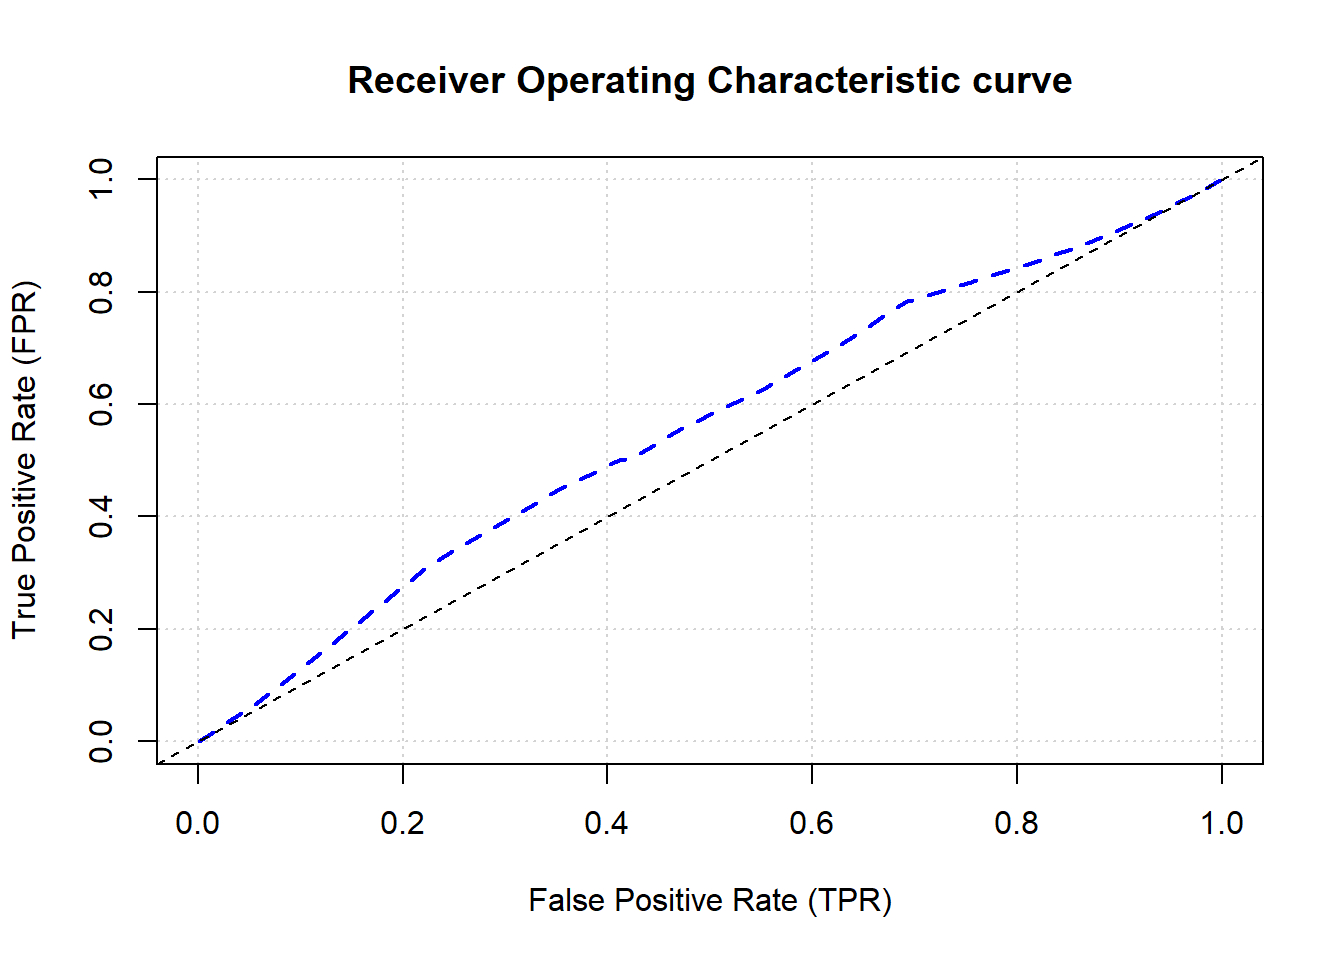 Receiver Operating Characteristic curve
True Positive Rate (FPR)
1.0
0.8
0.6
0.4
0.2
0.0
0.0 0.2 0.4 0.6 0.8 1.0
False Positive Rate (TPR)